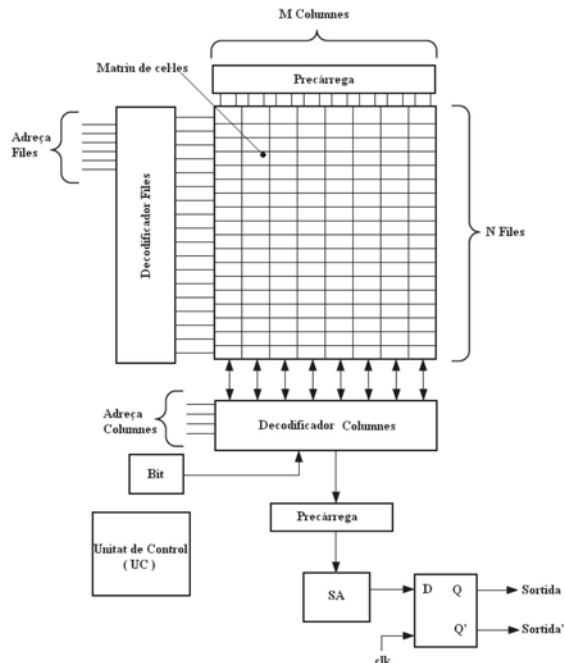 M Columnes
Matriu de cel·les
Precàrrega
Adreça
Files
Decodificador Files
N Files
Adreça
Columnes
Decodificador Columnes
Bit
Precàrrega
Unitat de Control
( UC )
SA
D Q
Q'
Sortida
Sortida'
clk